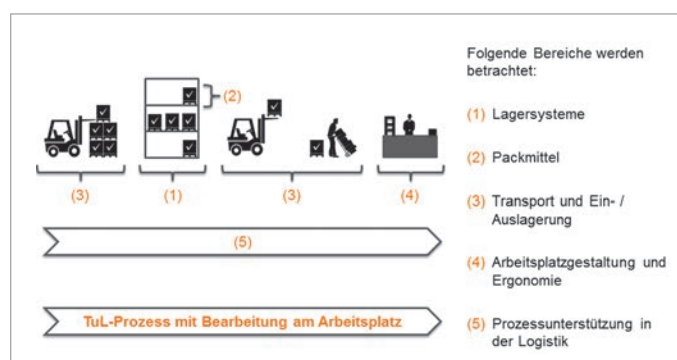 Folgende Bereiche werden
betrachtet:
(2)
(1) Lagersysteme
(2) Packmittel
(3)
(1)
(3)
(4)
(3) Transport und Ein- /
Auslagerung
(5)
(4) Arbeitsplatzgestaltung und
Ergonomie
TuL-Prozess mit Bearbeitung am Arbeitsplatz
(5) Prozessunterstützung in
der Logistik